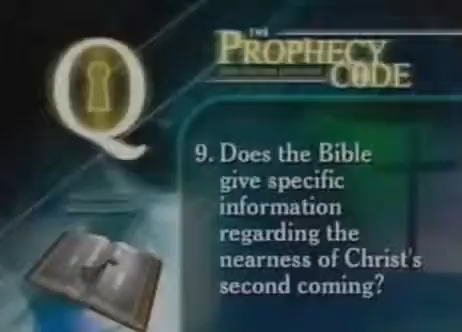 Q
THE
PROPHECY
CODE
9. Does the Bible
give specific
information
regarding the
nearness of Christ's
second coming?